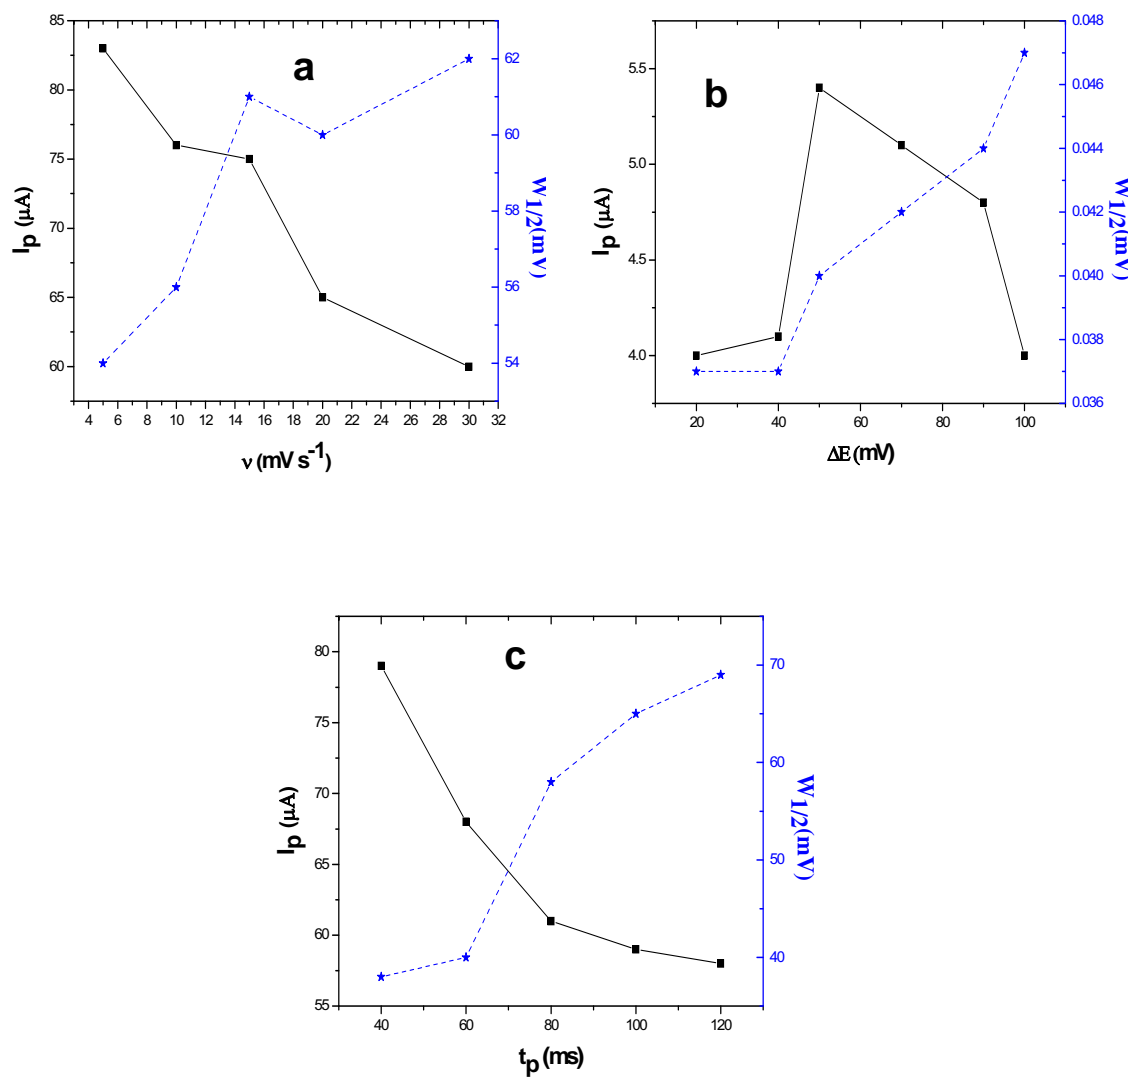 a
85
80
75
70
65
60
Ip (μA)
62
60
58
56
54
W1/2(mV)
4 6 8 10 12 14 16 18 20 22 24 26 28 30 32
ν (mV s-1)
b
5.5
5.0
4.5
4.0
Ip (μA)
0.048
0.046
0.044
0.042
0.040
0.038
0.036
W1/2(mV)
20 40 60 80 100
ΔE (mV)
c
80
75
70
65
60
55
Ip (μA)
70
60
50
40
W1/2(mV)
40 60 80 100 120
tp (ms)